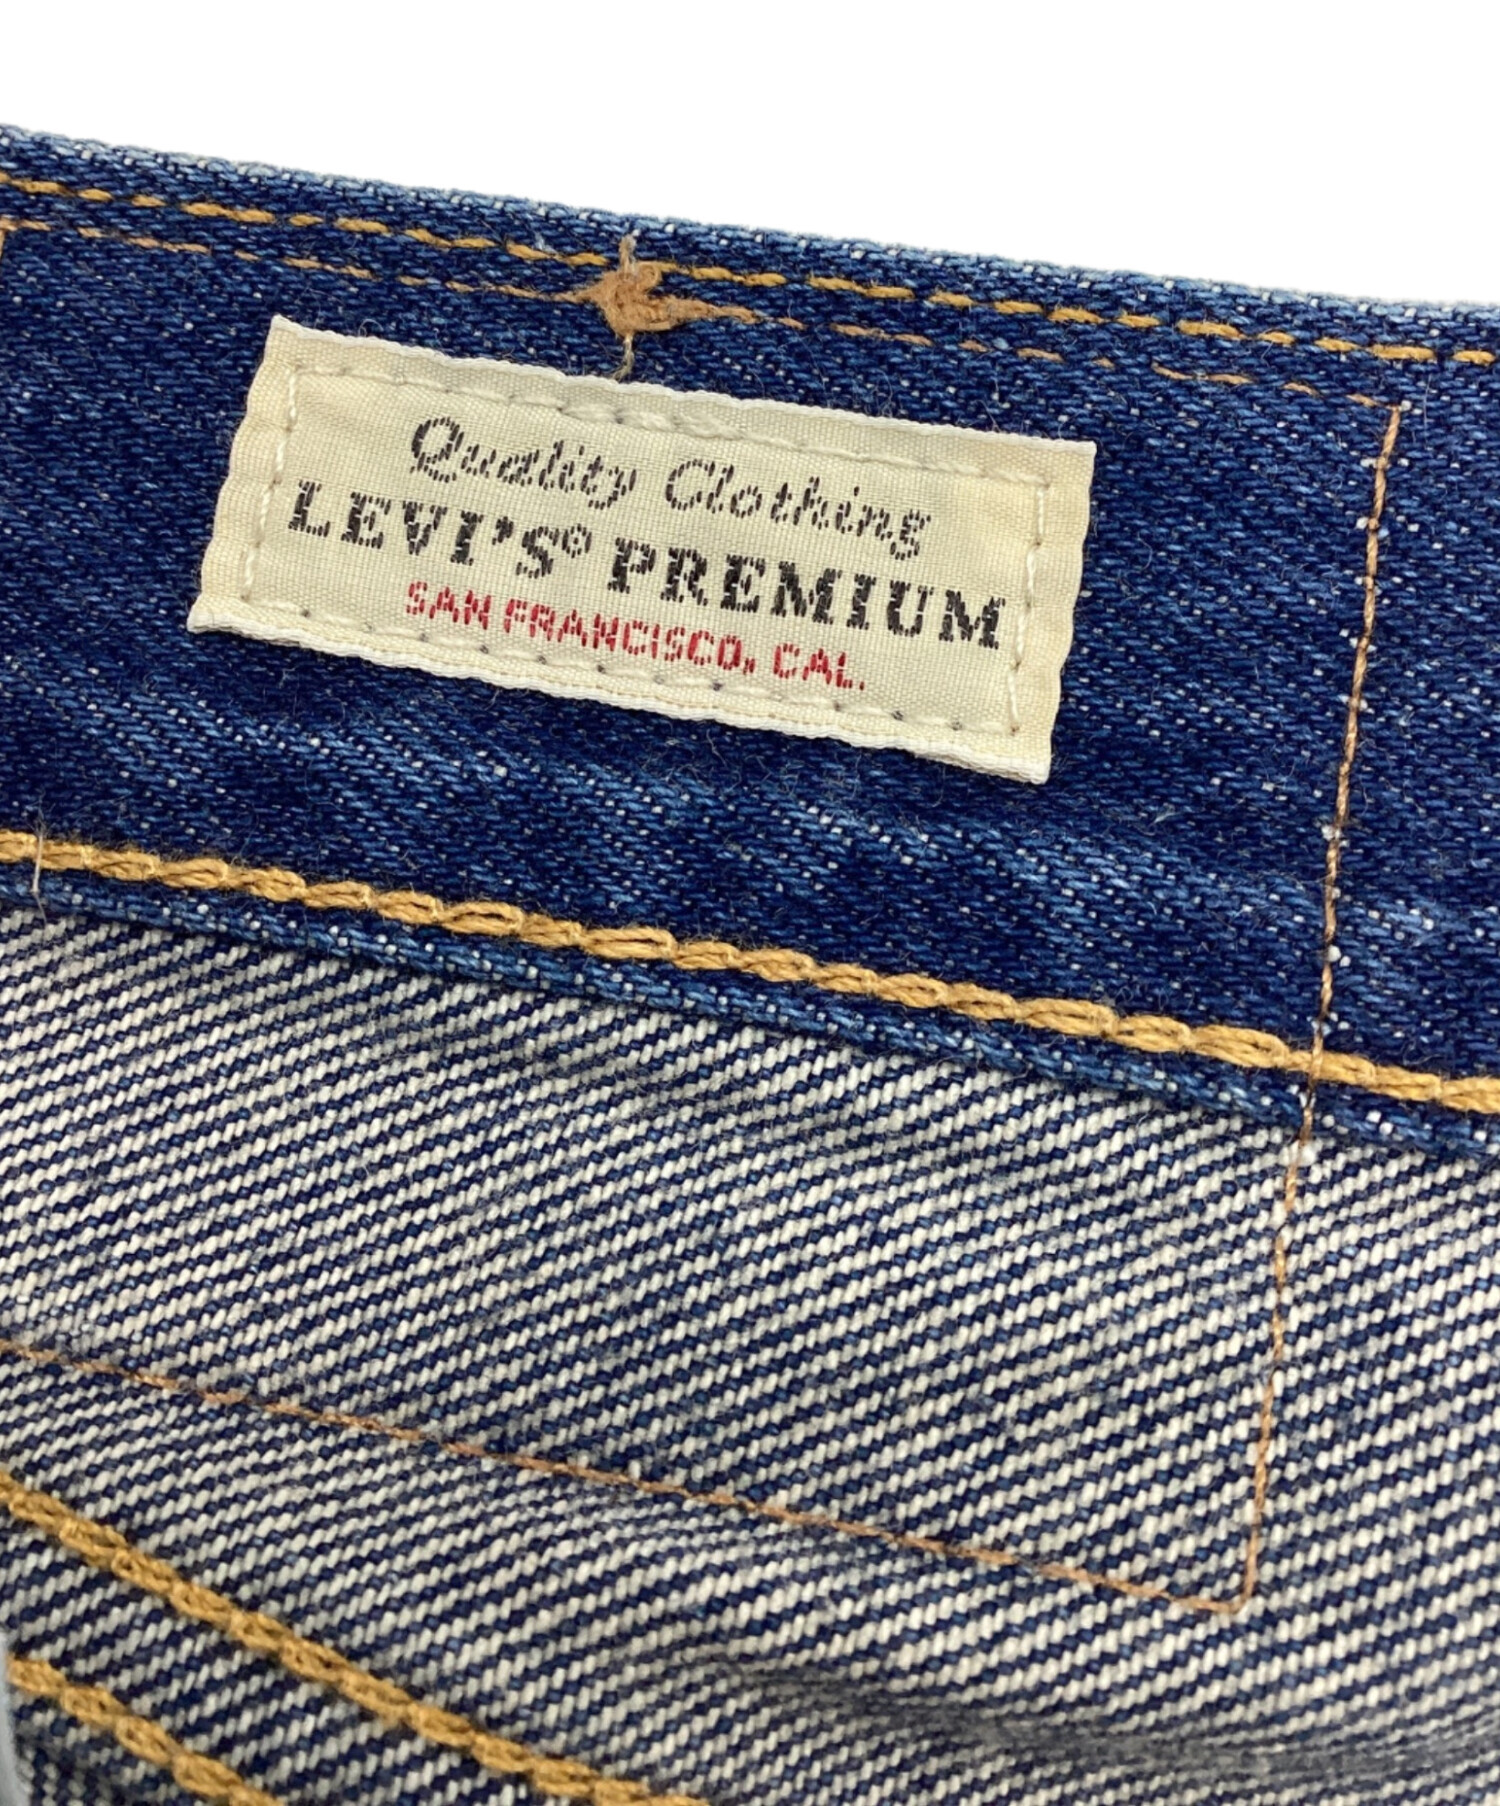 Quality Clothing
LEVI'S® PREMIUM
SAN FRANCISCO, CAL.